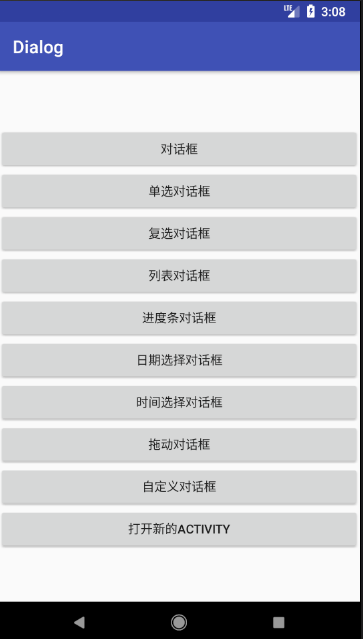 LTE 3:08
Dialog
对话框
单选对话框
复选对话框
列表对话框
进度条对话框
日期选择对话框
时间选择对话框
拖动对话框
自定义对话框
打开新的ACTIVITY